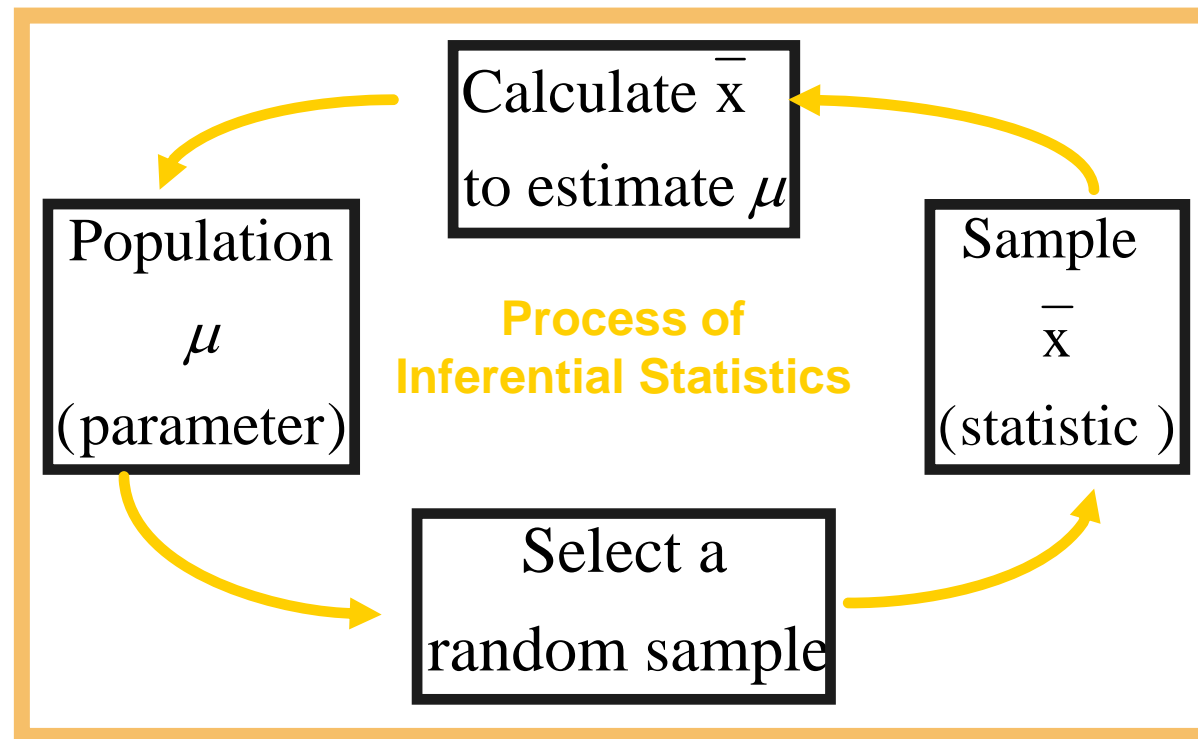 Calculate x̄
to estimate μ
Population
μ
(parameter)
Process of
Inferential Statistics
Sample
x̄
(statistic )
Select a
random sample